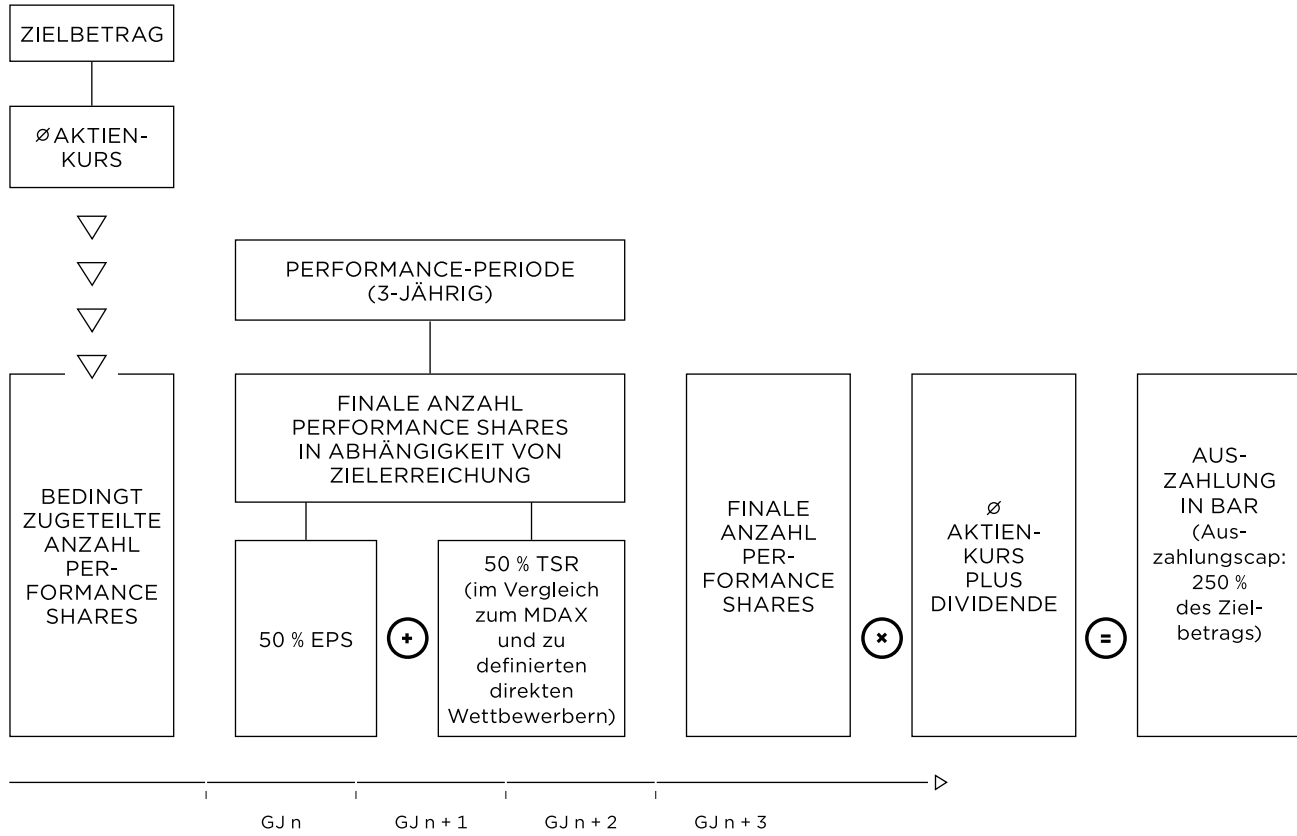 ZIELBETRAG
Ø AKTIEN-
KURS
PERFORMANCE-PERIODE
(3-JÄHRIG)
BEDINGT
ZUGETEILTE
ANZAHL
PER-
FORMANCE
SHARES
FINALE ANZAHL
PERFORMANCE SHARES
IN ABHÄNGIGKEIT VON
ZIELERREICHUNG
50 % EPS
+
50 % TSR
(im Vergleich
zum MDAX
und zu
definierten
direkten
Wettbewerbern)
FINALE
ANZAHL
PER-
FORMANCE
SHARES
×
Ø
AKTIEN-
KURS
PLUS
DIVIDENDE
=
AUS-
ZAHLUNG
IN BAR
(Aus-
zahlungscap:
250 %
des Ziel-
betrags)
GJ n
GJ n + 1
GJ n + 2
GJ n + 3